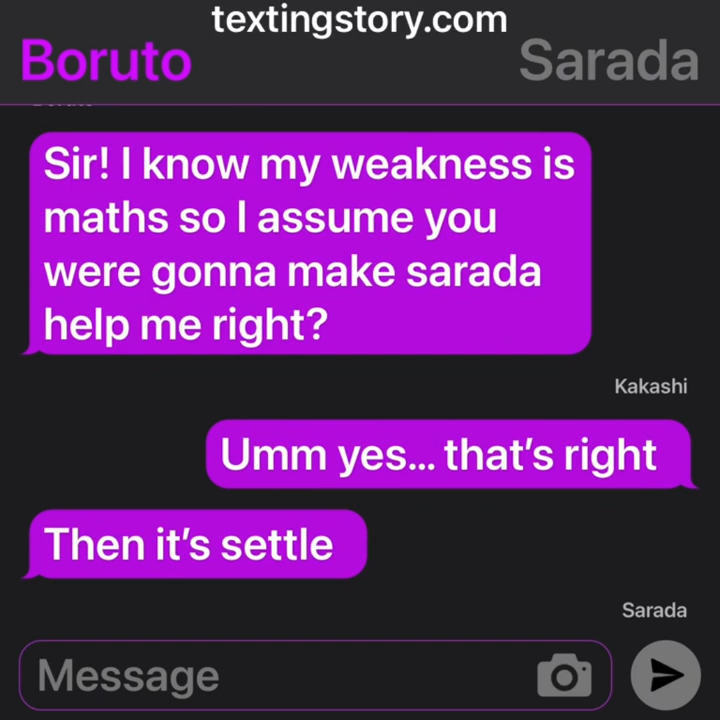 textingstory.com
Boruto
Sarada
Sir! I know my weakness is
maths so I assume you
were gonna make sarada
help me right?
Kakashi
Umm yes... that's right
Then it's settle
Sarada
Message